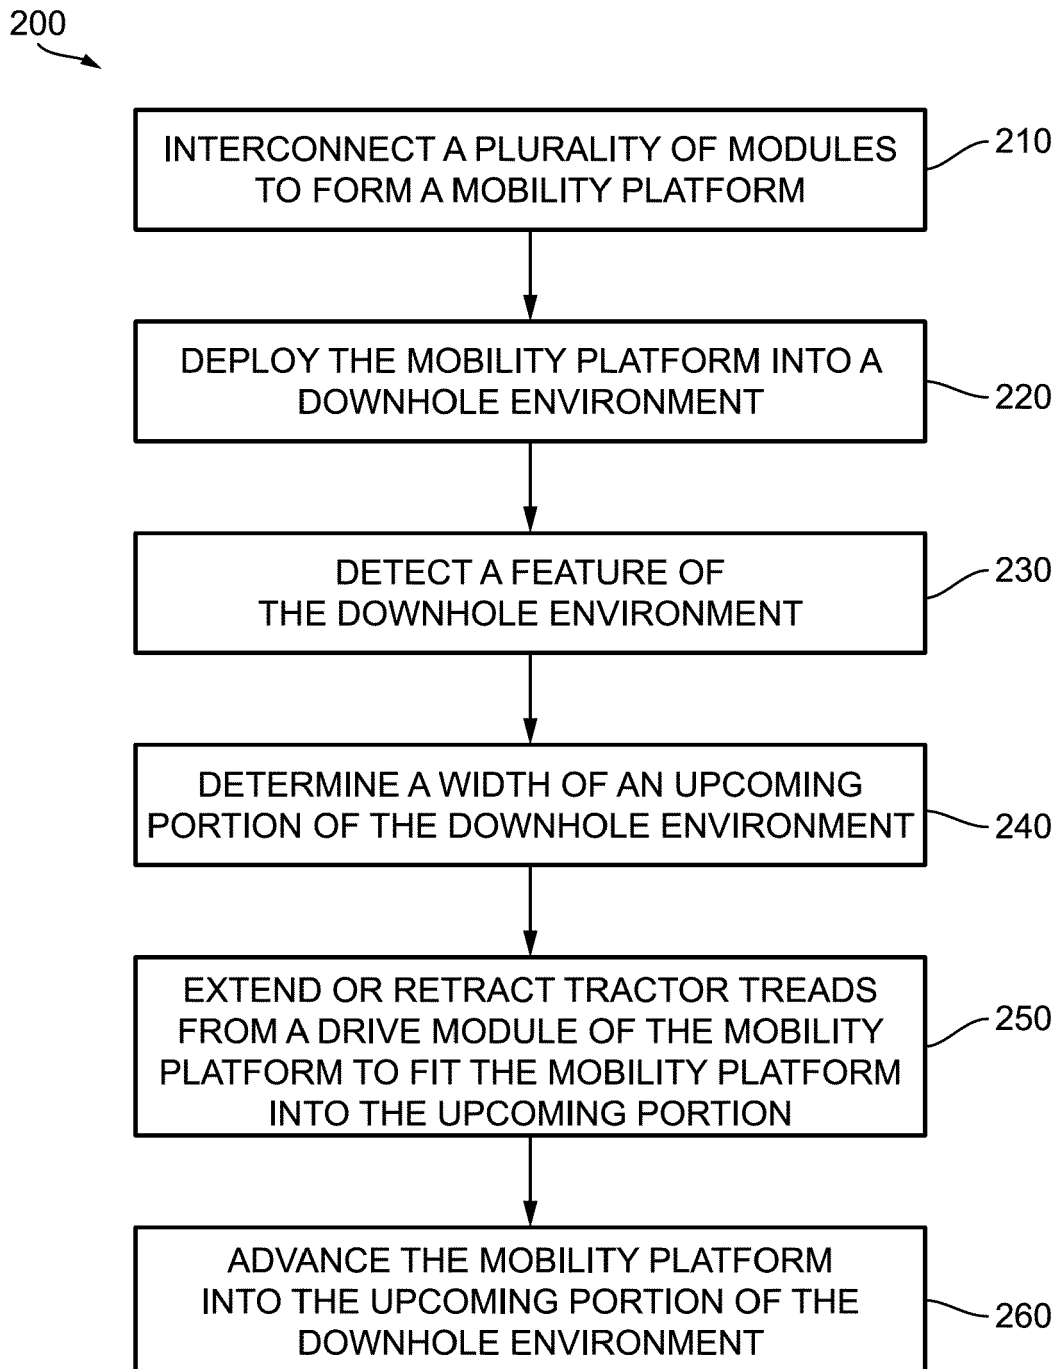 200
INTERCONNECT A PLURALITY OF MODULES
TO FORM A MOBILITY PLATFORM
210
DEPLOY THE MOBILITY PLATFORM INTO A
DOWNHOLE ENVIRONMENT
220
DETECT A FEATURE OF
THE DOWNHOLE ENVIRONMENT
230
DETERMINE A WIDTH OF AN UPCOMING
PORTION OF THE DOWNHOLE ENVIRONMENT
240
EXTEND OR RETRACT TRACTOR TREADS
FROM A DRIVE MODULE OF THE MOBILITY
PLATFORM TO FIT THE MOBILITY PLATFORM
INTO THE UPCOMING PORTION
250
ADVANCE THE MOBILITY PLATFORM
INTO THE UPCOMING PORTION OF THE
DOWNHOLE ENVIRONMENT
260